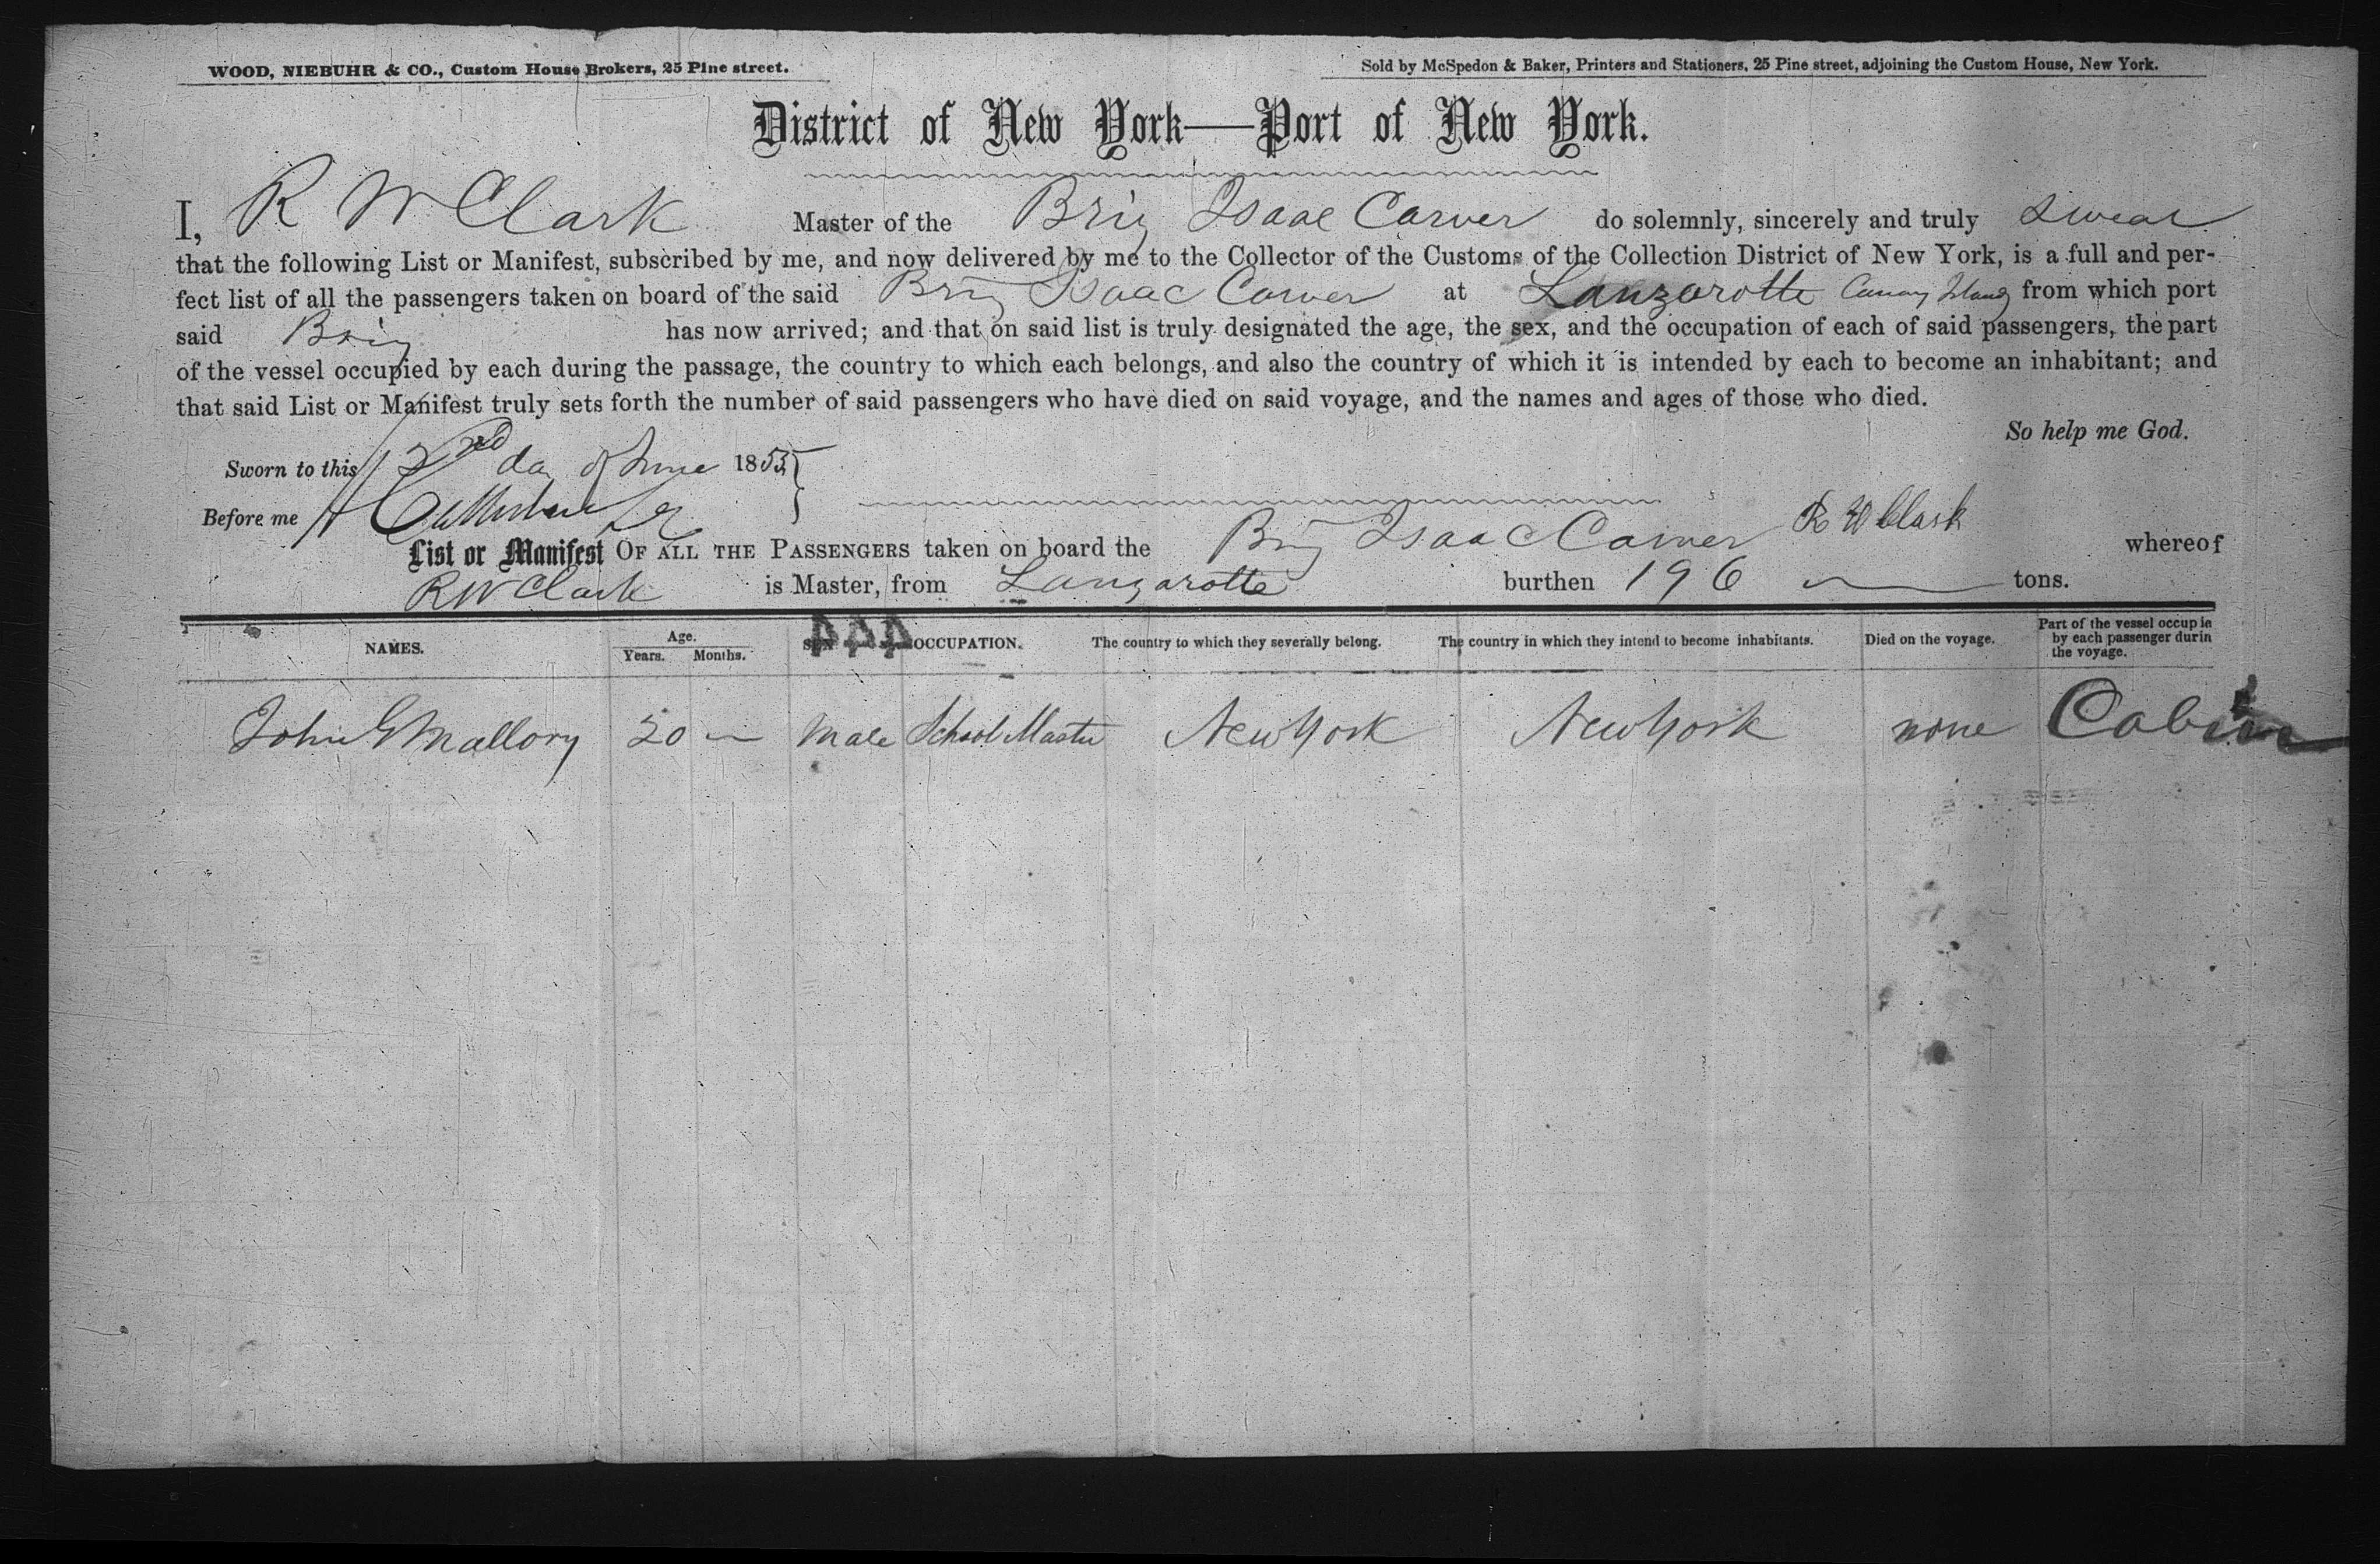 WOOD, NIEBUHR & CO., Custom House Brokers, 25 Pine street.
Sold by McSpedon & Baker, Printers and Stationers, 25 Pine street, adjoining the Custom House, New York.
District of New York—Port of New York.
I, R W Clark Master of the Brig Isaac Carver do solemnly, sincerely and truly swear
that the following List or Manifest, subscribed by me, and now delivered by me to the Collector of the Customs of the Collection District of New York, is a full and per-
fect list of all the passengers taken on board of the said Brig Isaac Carver at Lanzarotte Canary Islands from which port
said Brig has now arrived; and that on said list is truly designated the age, the sex, and the occupation of each of said passengers, the part
of the vessel occupied by each during the passage, the country to which each belongs, and also the country of which it is intended by each to become an inhabitant; and
that said List or Manifest truly sets forth the number of said passengers who have died on said voyage, and the names and ages of those who died.
So help me God.
Sworn to this 2nd day of June 1853
Before me
R W Clark
List or Manifest OF ALL THE PASSENGERS taken on board the Brig Isaac Carver whereof
R W Clark is Master, from Lanzarotte burthen 196 tons.
444
NAMES. Age. Years. Months. SEX. OCCUPATION. The country to which they severally belong. The country in which they intend to become inhabitants. Died on the voyage. Part of the vessel occupie by each passenger durin the voyage.
John G Mallory 20 — Male School Master New York New York none Cabin